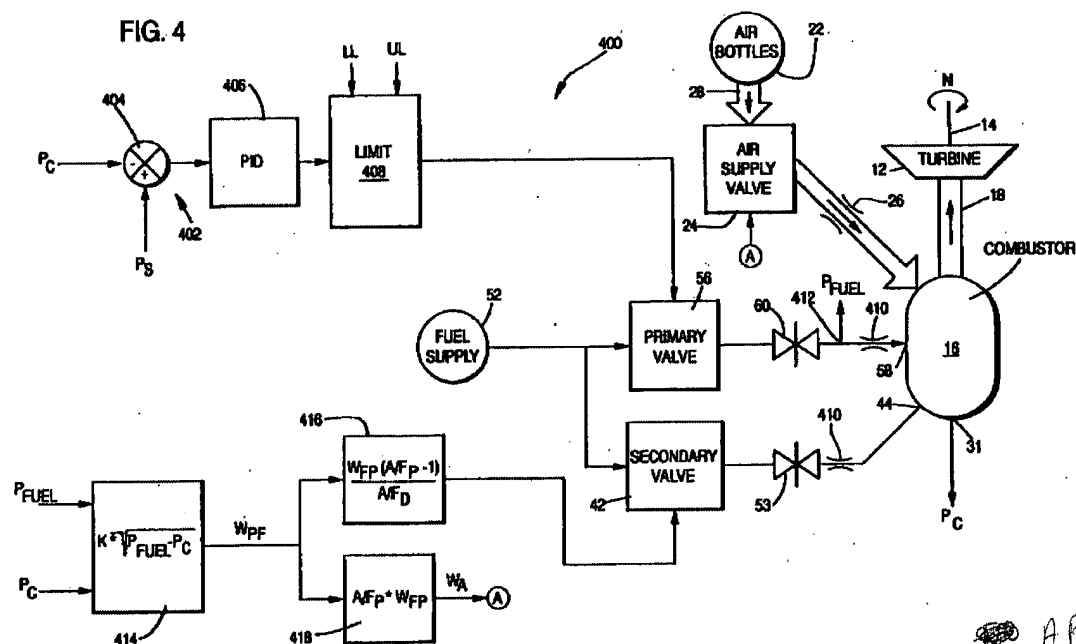 FIG. 4
404
P_C
-
+
P_S
402
406
PID
LL
UL
LIMIT
408
400
AIR
BOTTLES
22
28
AIR
SUPPLY
VALVE
24
A
26
N
14
TURBINE
12
18
COMBUSTOR
16
52
FUEL
SUPPLY
56
PRIMARY
VALVE
60
412
P_FUEL
410
58
44
31
P_C
SECONDARY
VALVE
42
53
410
P_FUEL
P_C
K*√P_FUEL-P_C
414
W_PF
416
W_FP (A/F_P -1)
A/F_D
A/F_P * W_FP
418
W_A
A